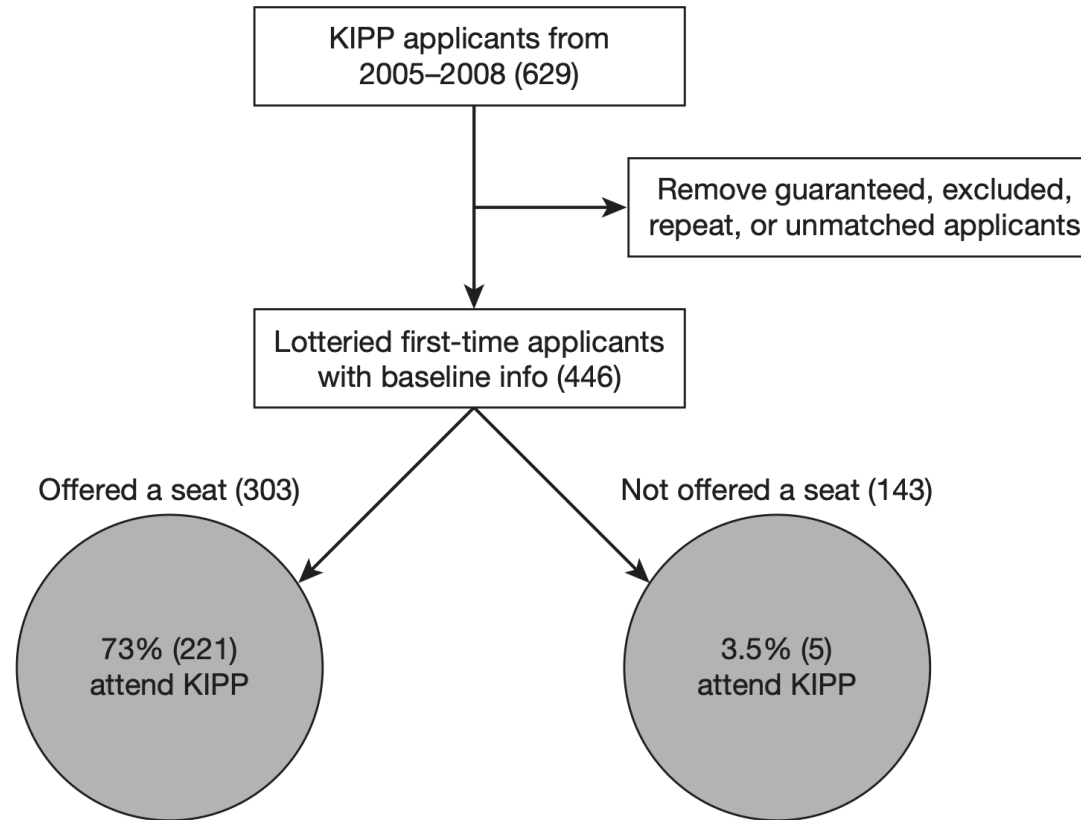 KIPP applicants from
2005–2008 (629)
Remove guaranteed, excluded,
repeat, or unmatched applicants
Lotteried first-time applicants
with baseline info (446)
Offered a seat (303)
Not offered a seat (143)
73% (221)
attend KIPP
3.5% (5)
attend KIPP